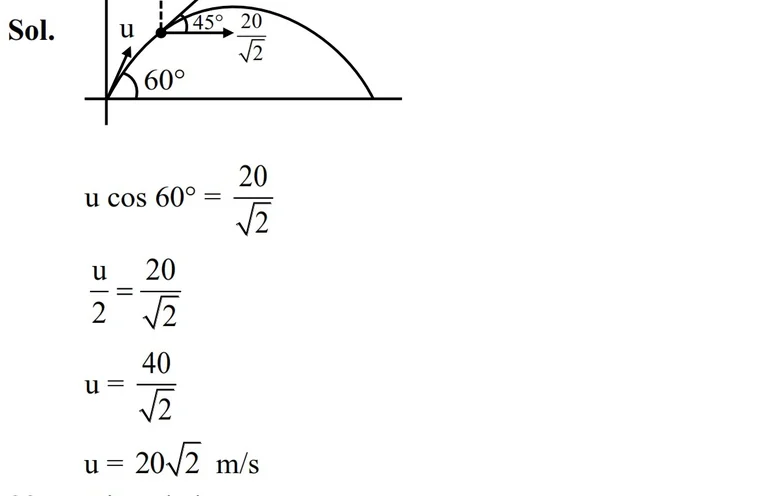 Sol.
u
45°
20/√2
60°
u cos 60° = 20/√2
u/2 = 20/√2
u = 40/√2
u = 20√2 m/s